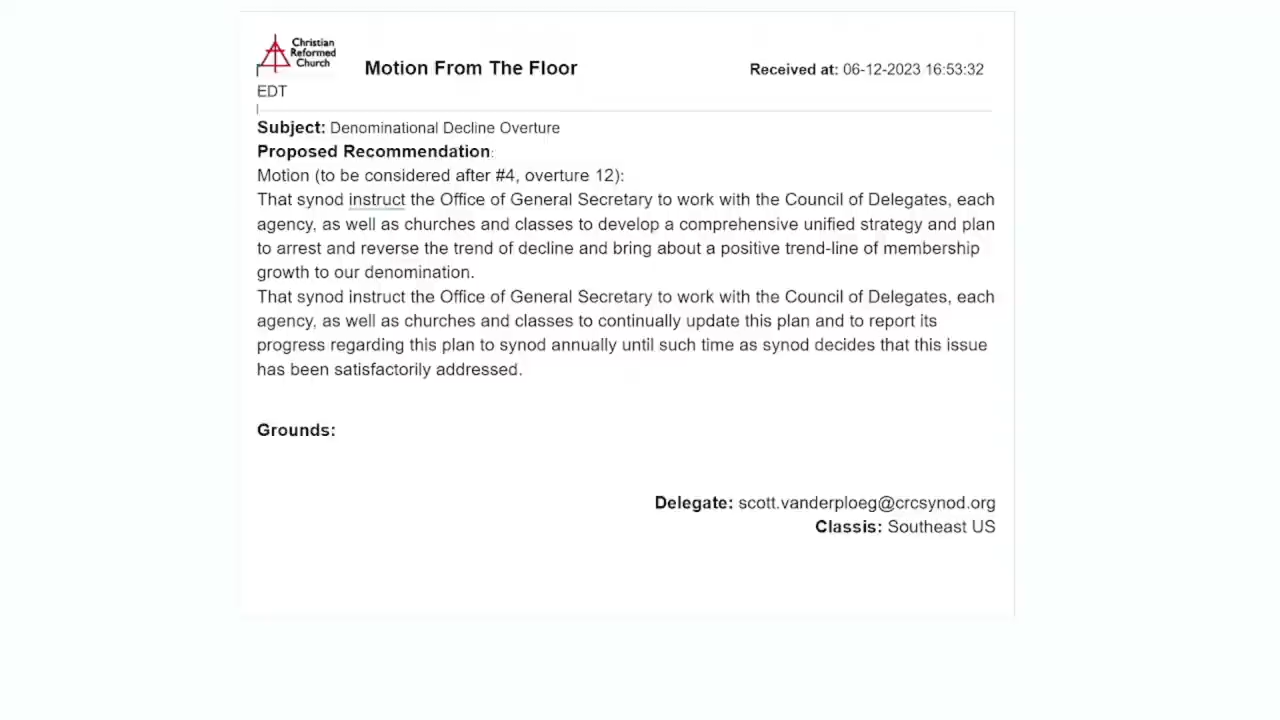 Christian
Reformed
Church
Motion From The Floor
Received at: 06-12-2023 16:53:32
EDT
Subject: Denominational Decline Overture
Proposed Recommendation:
Motion (to be considered after #4, overture 12):
That synod instruct the Office of General Secretary to work with the Council of Delegates, each
agency, as well as churches and classes to develop a comprehensive unified strategy and plan
to arrest and reverse the trend of decline and bring about a positive trend-line of membership
growth to our denomination.
That synod instruct the Office of General Secretary to work with the Council of Delegates, each
agency, as well as churches and classes to continually update this plan and to report its
progress regarding this plan to synod annually until such time as synod decides that this issue
has been satisfactorily addressed.
Grounds:
Delegate: scott.vanderploeg@crcsynod.org
Classis: Southeast US